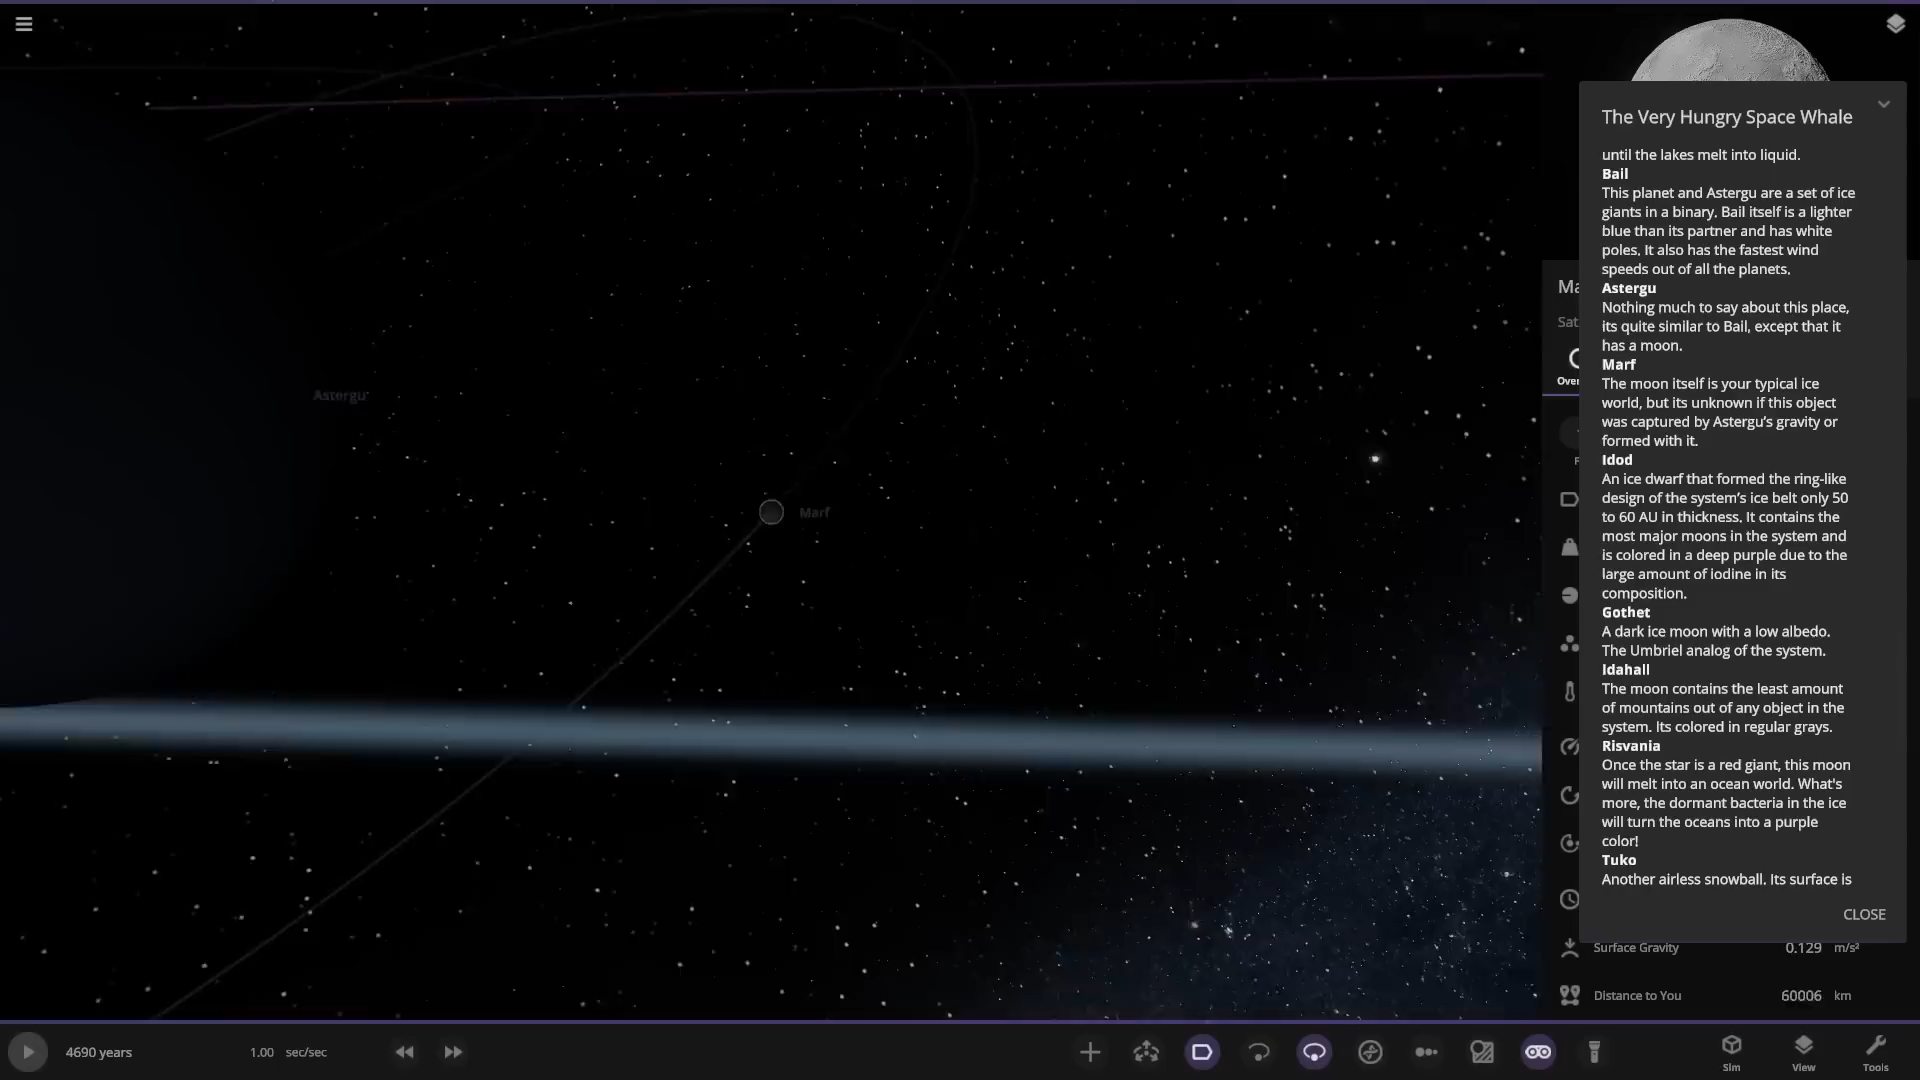 The Very Hungry Space Whale
until the lakes melt into liquid.
Bail
This planet and Astergu are a set of ice
giants in a binary. Bail itself is a lighter
blue than its partner and has white
poles. It also has the fastest wind
speeds out of all the planets.
Astergu
Nothing much to say about this place,
its quite similar to Bail, except that it
has a moon.
Marf
The moon itself is your typical ice
world, but its unknown if this object
was captured by Astergu's gravity or
formed with it.
Idod
An ice dwarf that formed the ring-like
design of the system's ice belt only 50
to 60 AU in thickness. It contains the
most major moons in the system and
is colored in a deep purple due to the
large amount of iodine in its
composition.
Gothet
A dark ice moon with a low albedo.
The Umbriel analog of the system.
Idahall
The moon contains the least amount
of mountains out of any object in the
system. Its colored in regular grays.
Risvania
Once the star is a red giant, this moon
will melt into an ocean world. What's
more, the dormant bacteria in the ice
will turn the oceans into a purple
color!
Tuko
Another airless snowball. Its surface is
CLOSE
Ma
Sat
Over
Astergu
Marf
Surface Gravity 0.129 m/s²
Distance to You 60006 km
4690 years 1.00 sec/sec
Sim View Tools